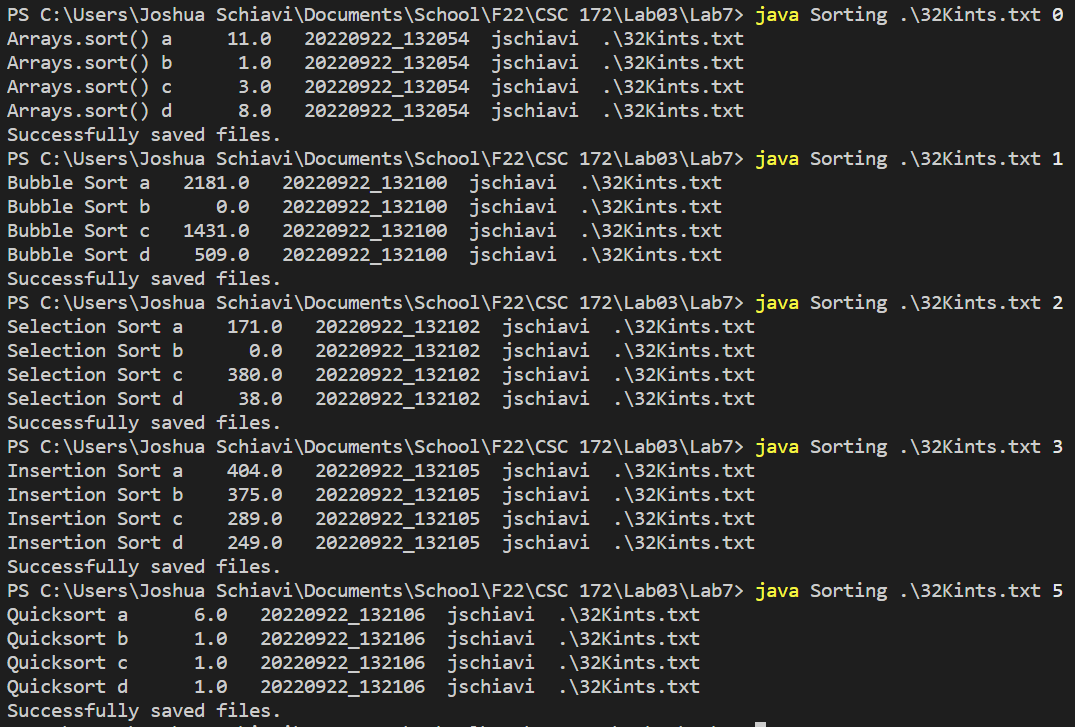 PS C:\Users\Joshua Schiavi\Documents\School\F22\CSC 172\Lab03\Lab7> java Sorting .\32Kints.txt 0
Arrays.sort() a     11.0   20220922_132054  jschiavi  .\32Kints.txt
Arrays.sort() b      1.0   20220922_132054  jschiavi  .\32Kints.txt
Arrays.sort() c      3.0   20220922_132054  jschiavi  .\32Kints.txt
Arrays.sort() d      8.0   20220922_132054  jschiavi  .\32Kints.txt
Successfully saved files.
PS C:\Users\Joshua Schiavi\Documents\School\F22\CSC 172\Lab03\Lab7> java Sorting .\32Kints.txt 1
Bubble Sort a   2181.0   20220922_132100  jschiavi  .\32Kints.txt
Bubble Sort b      0.0   20220922_132100  jschiavi  .\32Kints.txt
Bubble Sort c   1431.0   20220922_132100  jschiavi  .\32Kints.txt
Bubble Sort d    509.0   20220922_132100  jschiavi  .\32Kints.txt
Successfully saved files.
PS C:\Users\Joshua Schiavi\Documents\School\F22\CSC 172\Lab03\Lab7> java Sorting .\32Kints.txt 2
Selection Sort a    171.0   20220922_132102  jschiavi  .\32Kints.txt
Selection Sort b      0.0   20220922_132102  jschiavi  .\32Kints.txt
Selection Sort c    380.0   20220922_132102  jschiavi  .\32Kints.txt
Selection Sort d     38.0   20220922_132102  jschiavi  .\32Kints.txt
Successfully saved files.
PS C:\Users\Joshua Schiavi\Documents\School\F22\CSC 172\Lab03\Lab7> java Sorting .\32Kints.txt 3
Insertion Sort a    404.0   20220922_132105  jschiavi  .\32Kints.txt
Insertion Sort b    375.0   20220922_132105  jschiavi  .\32Kints.txt
Insertion Sort c    289.0   20220922_132105  jschiavi  .\32Kints.txt
Insertion Sort d    249.0   20220922_132105  jschiavi  .\32Kints.txt
Successfully saved files.
PS C:\Users\Joshua Schiavi\Documents\School\F22\CSC 172\Lab03\Lab7> java Sorting .\32Kints.txt 5
Quicksort a      6.0   20220922_132106  jschiavi  .\32Kints.txt
Quicksort b      1.0   20220922_132106  jschiavi  .\32Kints.txt
Quicksort c      1.0   20220922_132106  jschiavi  .\32Kints.txt
Quicksort d      1.0   20220922_132106  jschiavi  .\32Kints.txt
Successfully saved files.